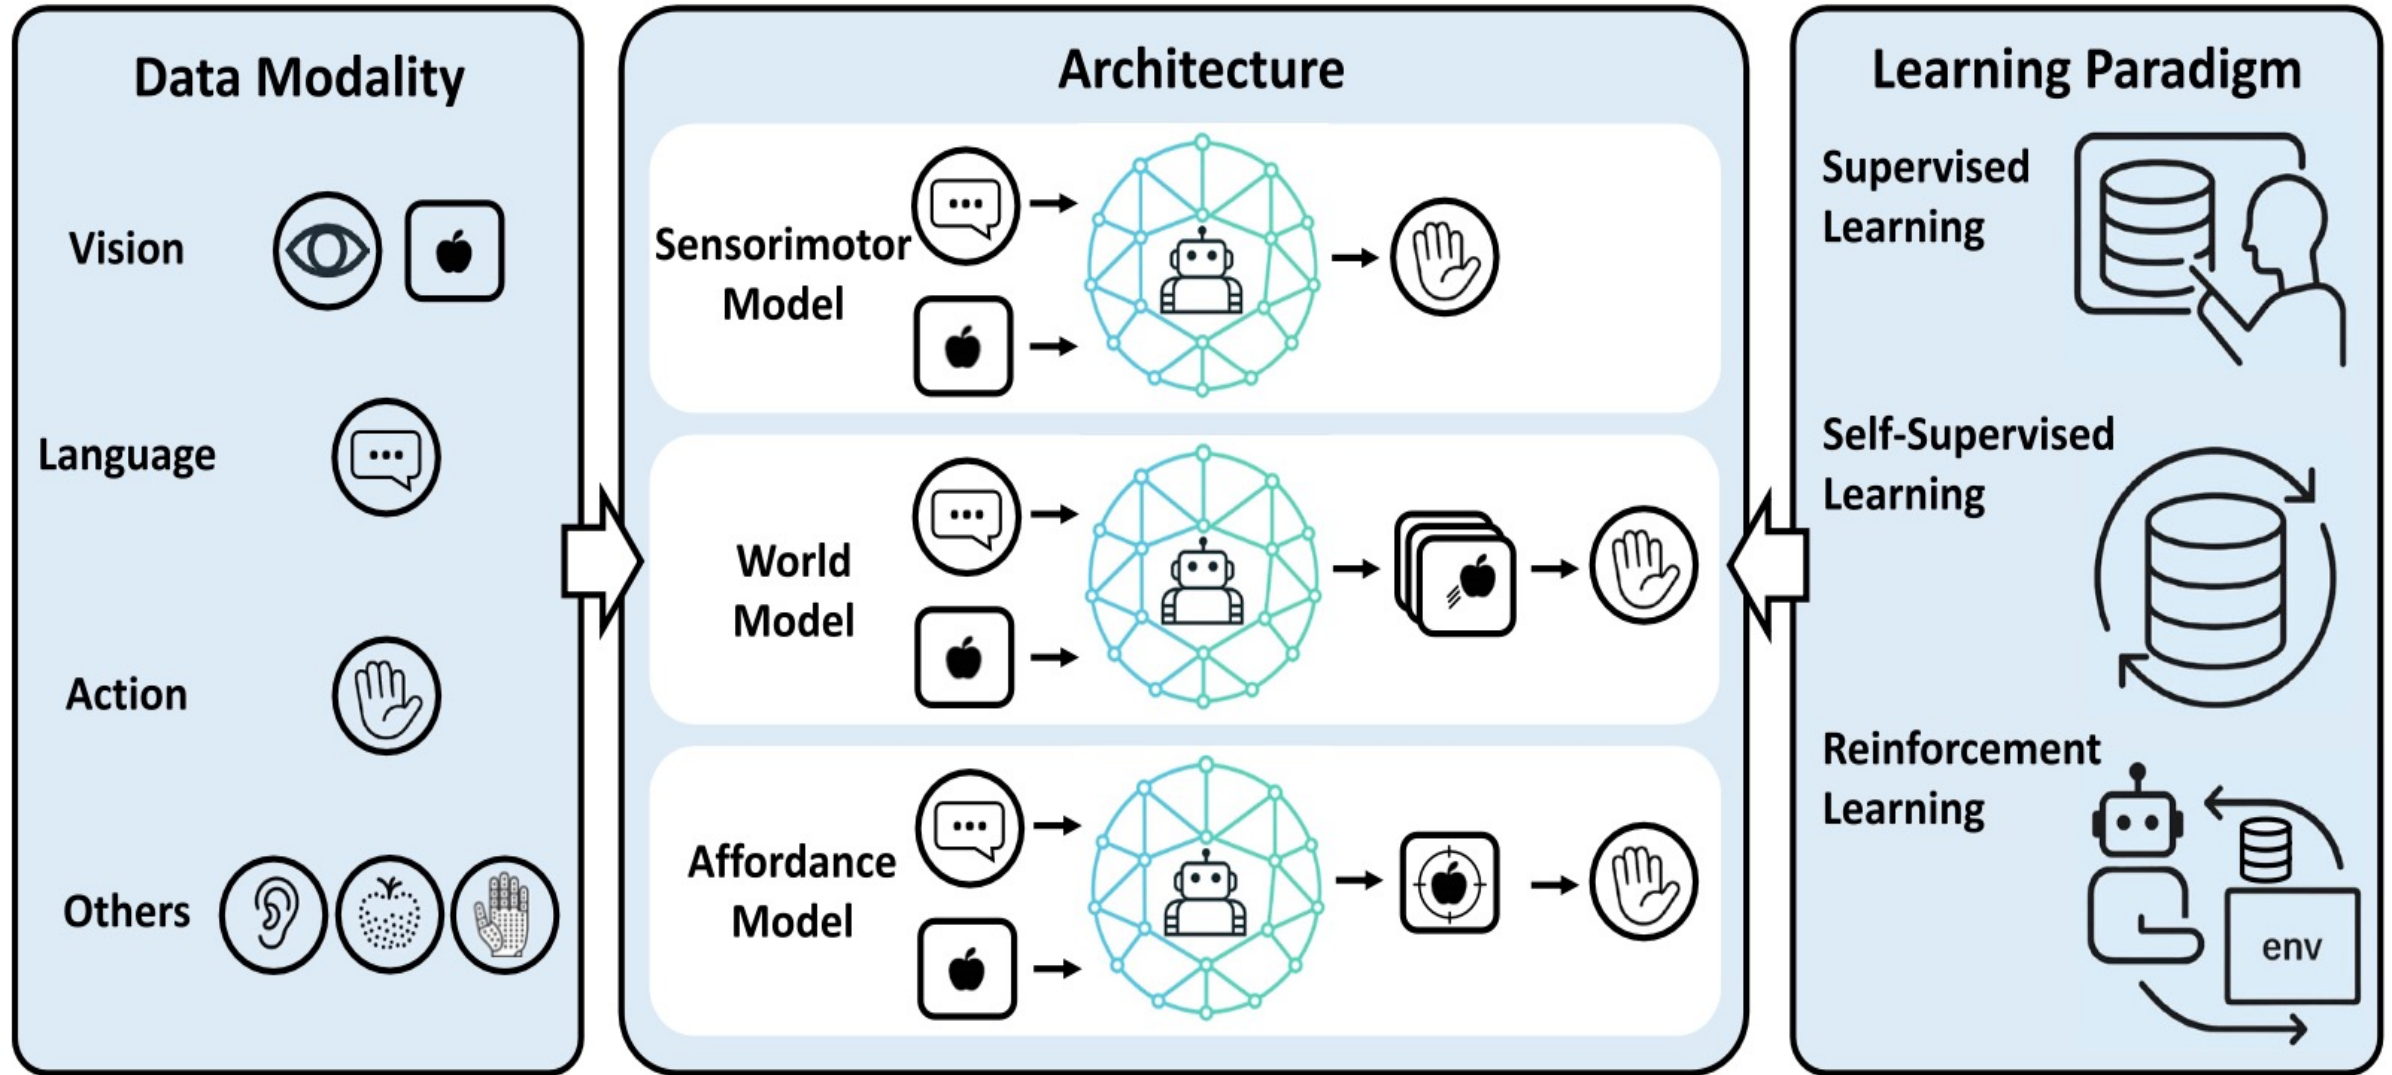 Data Modality
Vision
Language
Action
Others
Architecture
Sensorimotor
Model
World
Model
Affordance
Model
Learning Paradigm
Supervised
Learning
Self-Supervised
Learning
Reinforcement
Learning
env